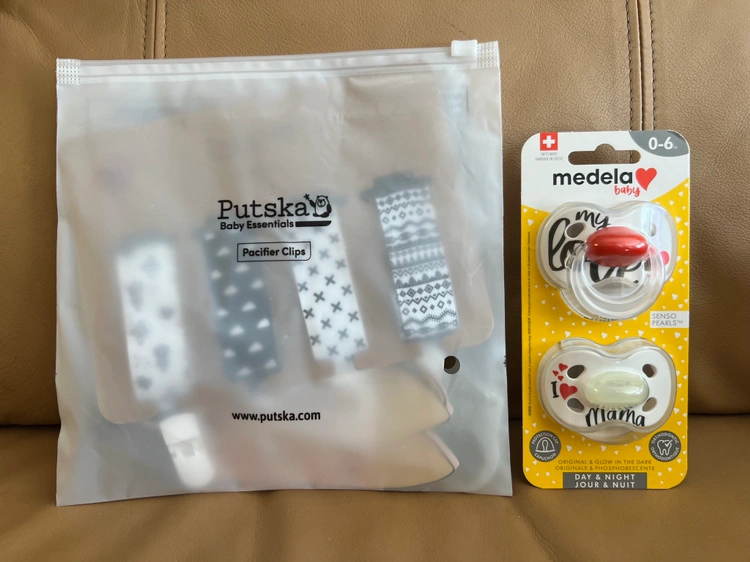 Putska
Baby Essentials
Pacifier Clips
www.putska.com
0-6
medela
baby
my
love
SENSO
PEARLS™
I
Mama
ORIGINAL & GLOW IN THE DARK
ORIGINALE & PHOSPHORESCENTE
DAY & NIGHT
JOUR & NUIT